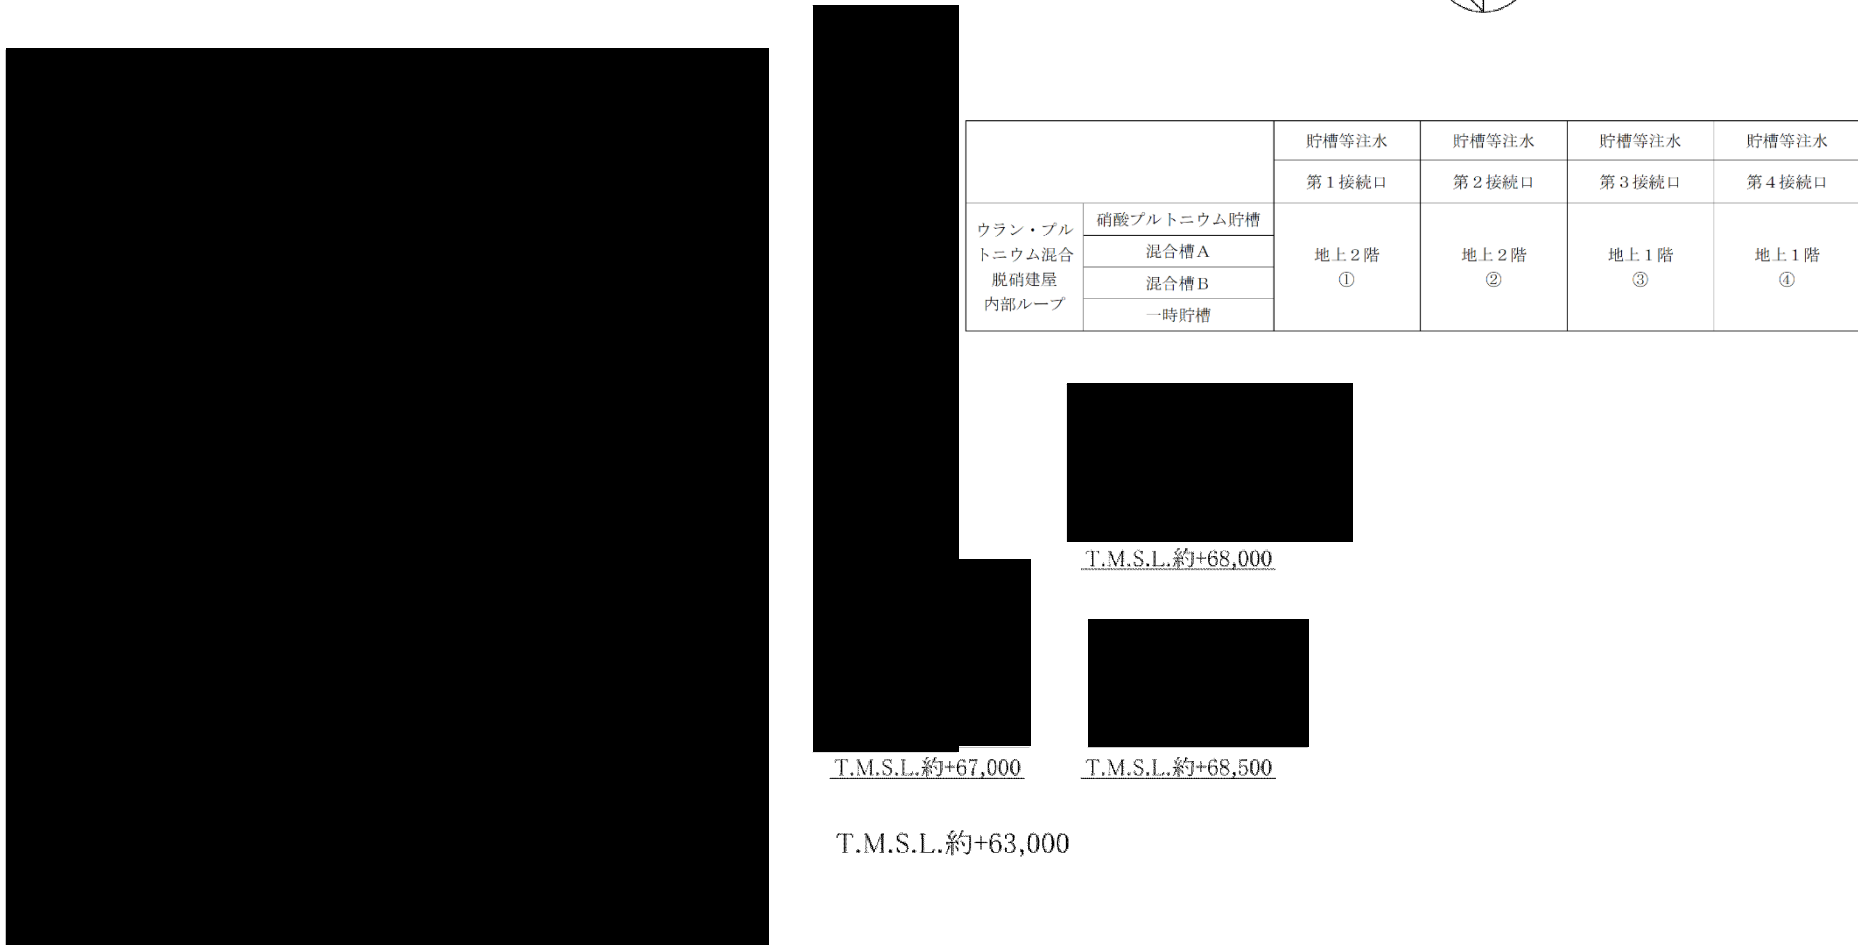 貯槽等注水 貯槽等注水 貯槽等注水 貯槽等注水
第1接続口 第2接続口 第3接続口 第4接続口
ウラン・プル
トニウム混合
脱硝建屋
内部ループ
硝酸プルトニウム貯槽
混合槽A
混合槽B
一時貯槽
地上2階 地上2階 地上1階 地上1階
① ② ③ ④
T.M.S.L.約+68,000
T.M.S.L.約+67,000 T.M.S.L.約+68,500
T.M.S.L.約+63,000